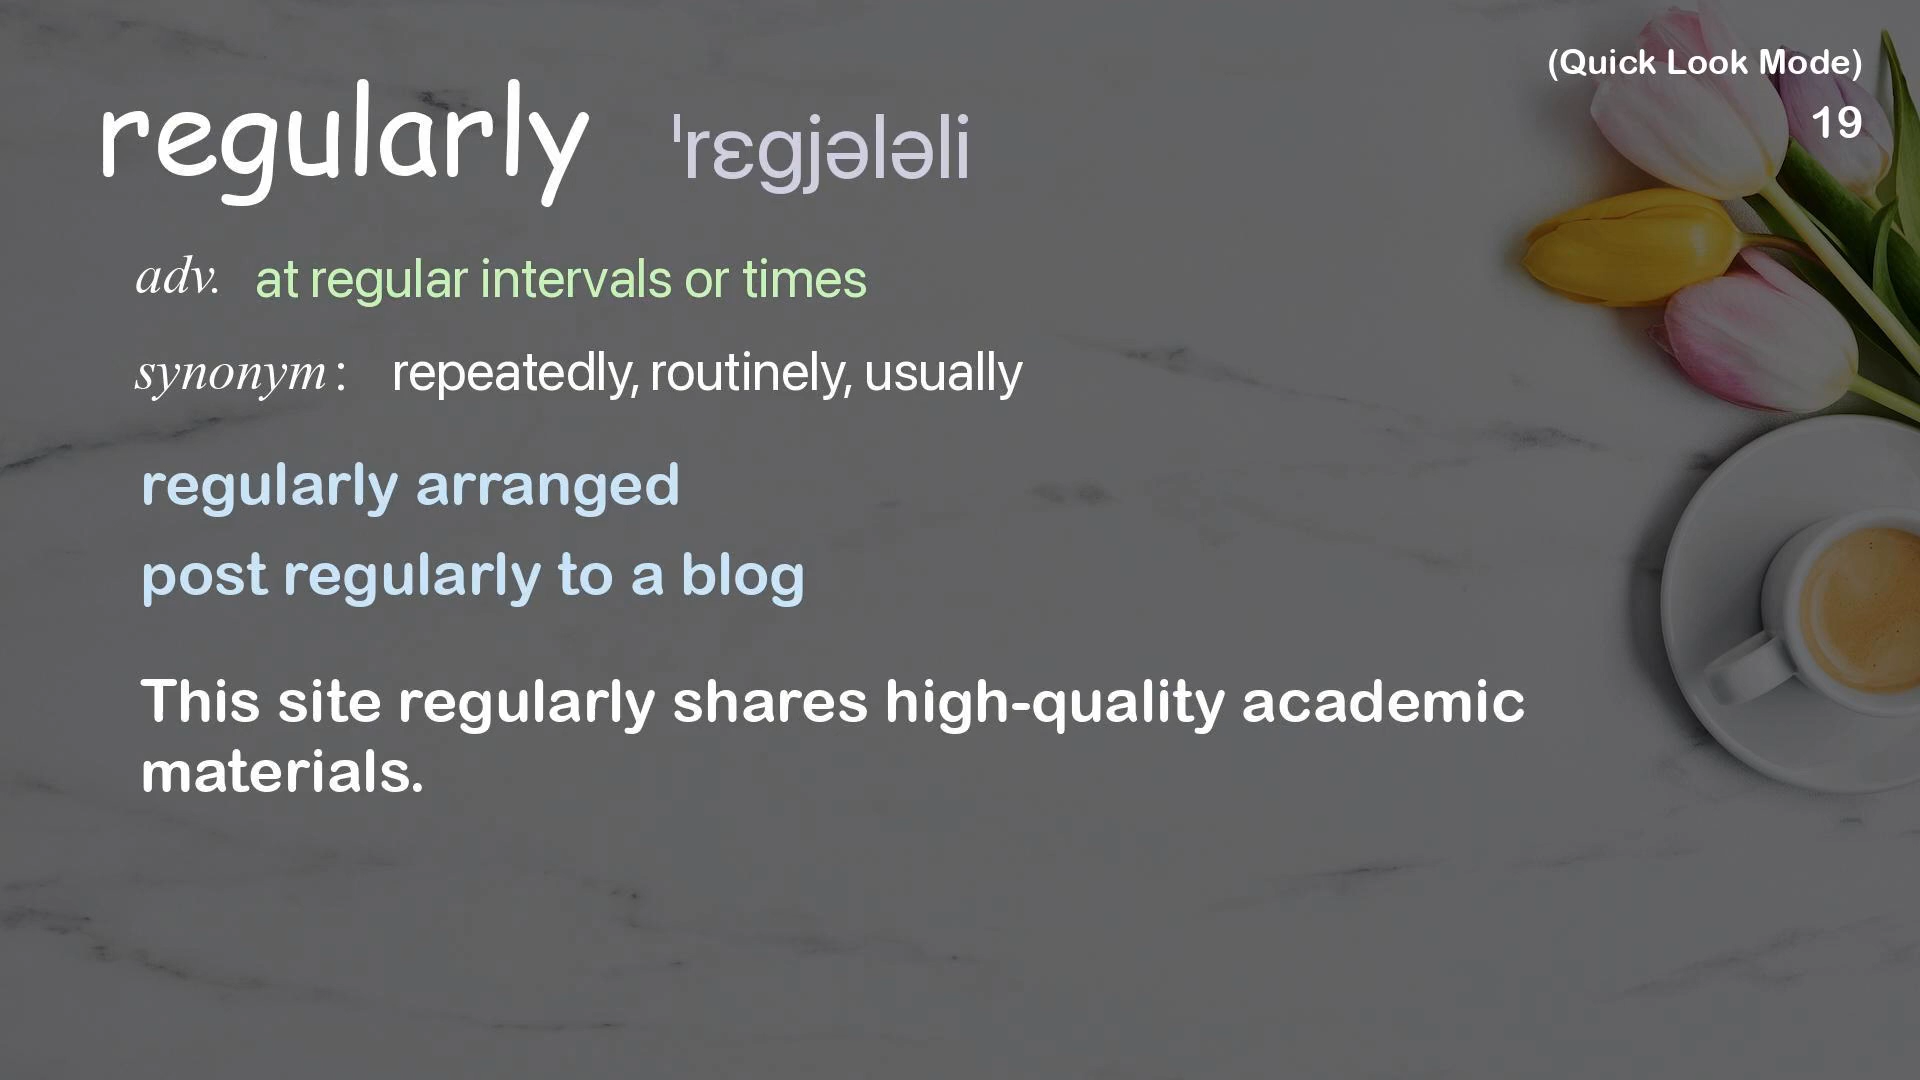 (Quick Look Mode)
19
regularly ˈrɛgjələli
adv. at regular intervals or times
synonym : repeatedly, routinely, usually
regularly arranged
post regularly to a blog
This site regularly shares high-quality academic
materials.